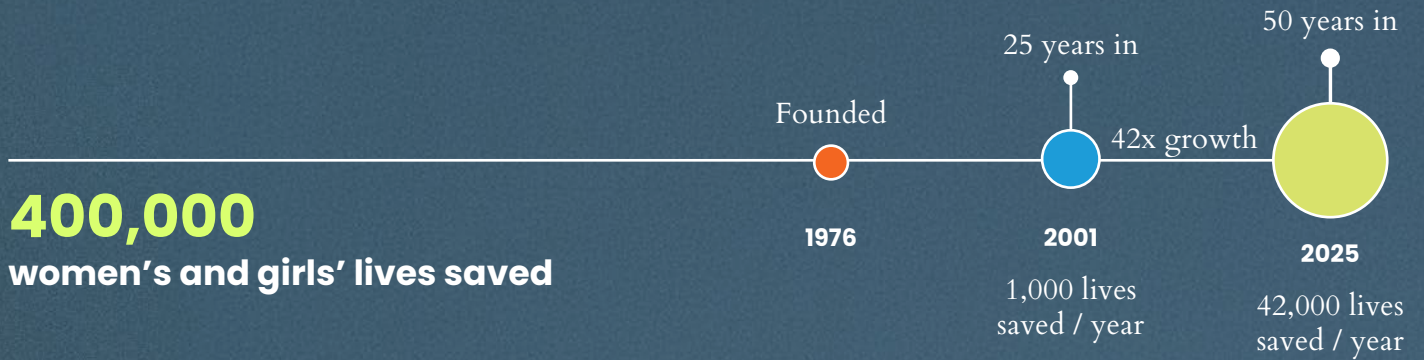 400,000
women's and girls' lives saved
Founded
1976
25 years in
2001
1,000 lives
saved / year
42x growth
50 years in
2025
42,000 lives
saved / year